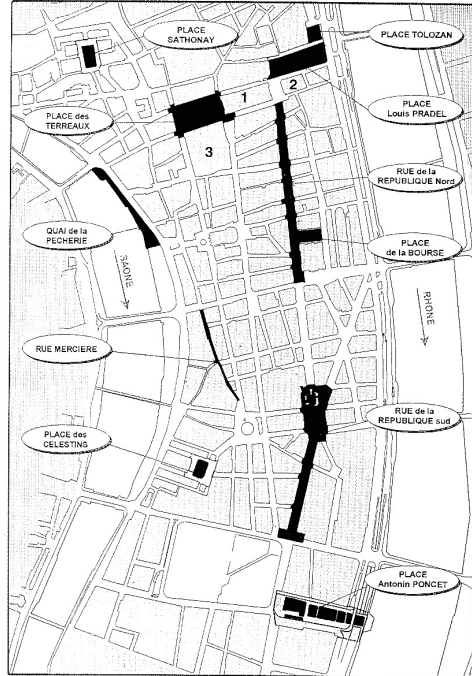 PLACE
SATHONAY
PLACE TOLOZAN
PLACE
Louis PRADEL
PLACE des
TERREAUX
1
2
3
RUE de la
REPUBLIQUE Nord
QUAI de la
PECHERIE
PLACE
de la BOURSE
SAONE
RHONE
RUE MERCIERE
RUE de la
REPUBLIQUE sud
PLACE des
CELESTINS
PLACE
Antonin PONCET